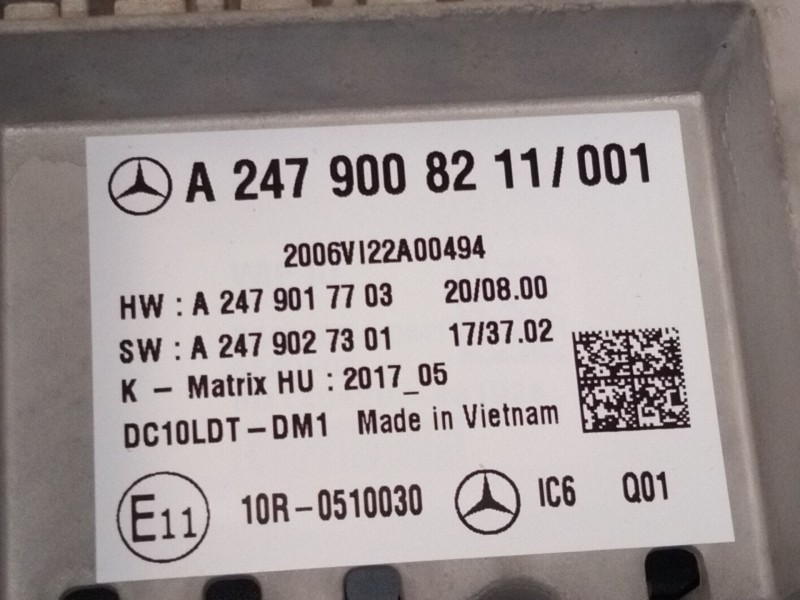 A 247 900 82 11/001
2006VI22A00494
HW : A 247 901 77 03 20/08.00
SW : A 247 902 73 01 17/37.02
K - Matrix HU : 2017_05
DC10LDT-DM1 Made in Vietnam
E11 10R-0510030 IC6 Q01